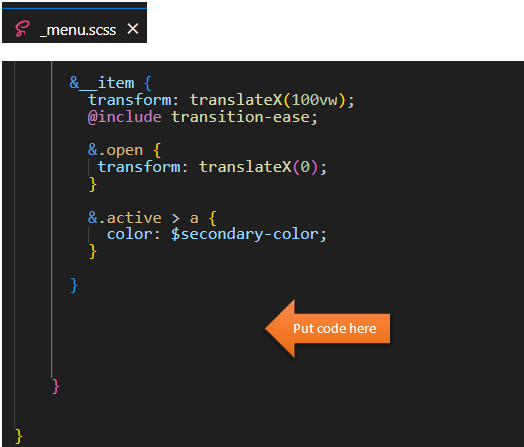 _menu.scss ×
&__item {
transform: translateX(100vw);
@include transition-ease;
&.open {
transform: translateX(0);
}
&.active > a {
color: $secondary-color;
}
}
Put code here
}
}